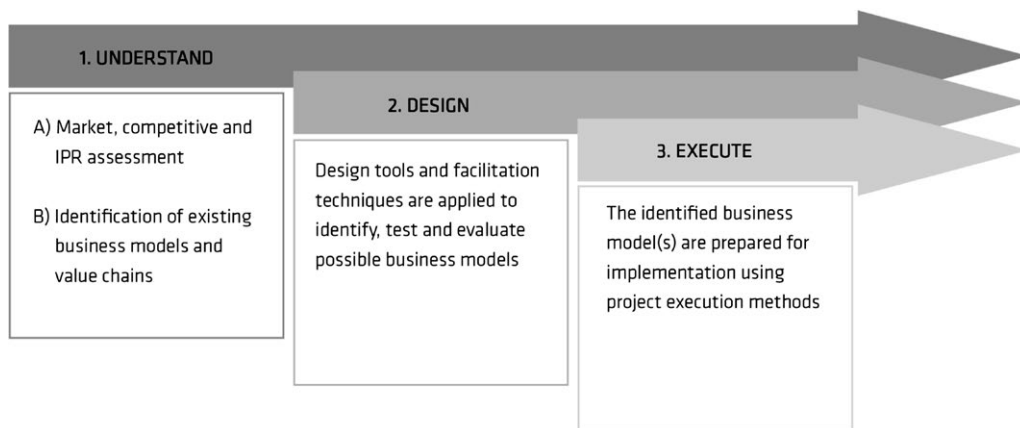 1. UNDERSTAND
A) Market, competitive and
IPR assessment
B) Identification of existing
business models and
value chains
2. DESIGN
Design tools and facilitation
techniques are applied to
identify, test and evaluate
possible business models
3. EXECUTE
The identified business
model(s) are prepared for
implementation using
project execution methods